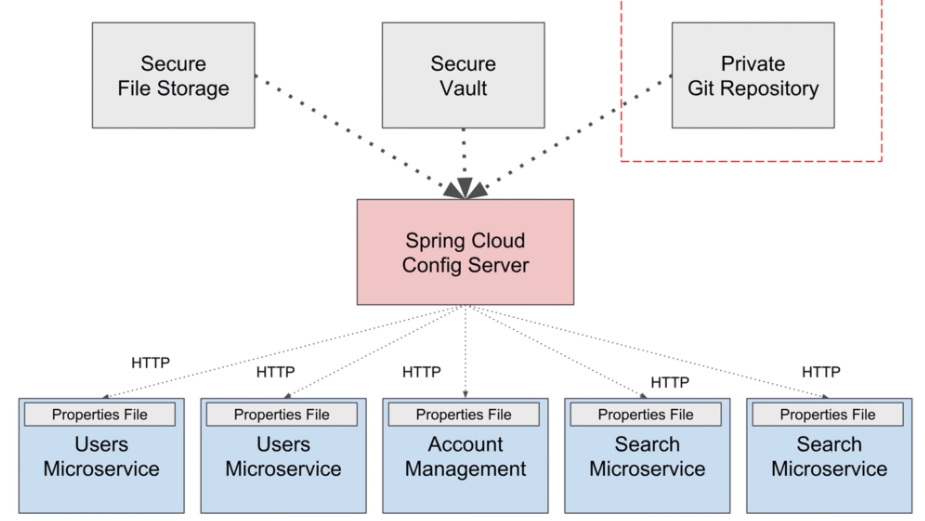 Secure
File Storage
Secure
Vault
Private
Git Repository
Spring Cloud
Config Server
HTTP
HTTP
HTTP
HTTP
HTTP
Properties File
Users
Microservice
Properties File
Users
Microservice
Properties File
Account
Management
Properties File
Search
Microservice
Properties File
Search
Microservice